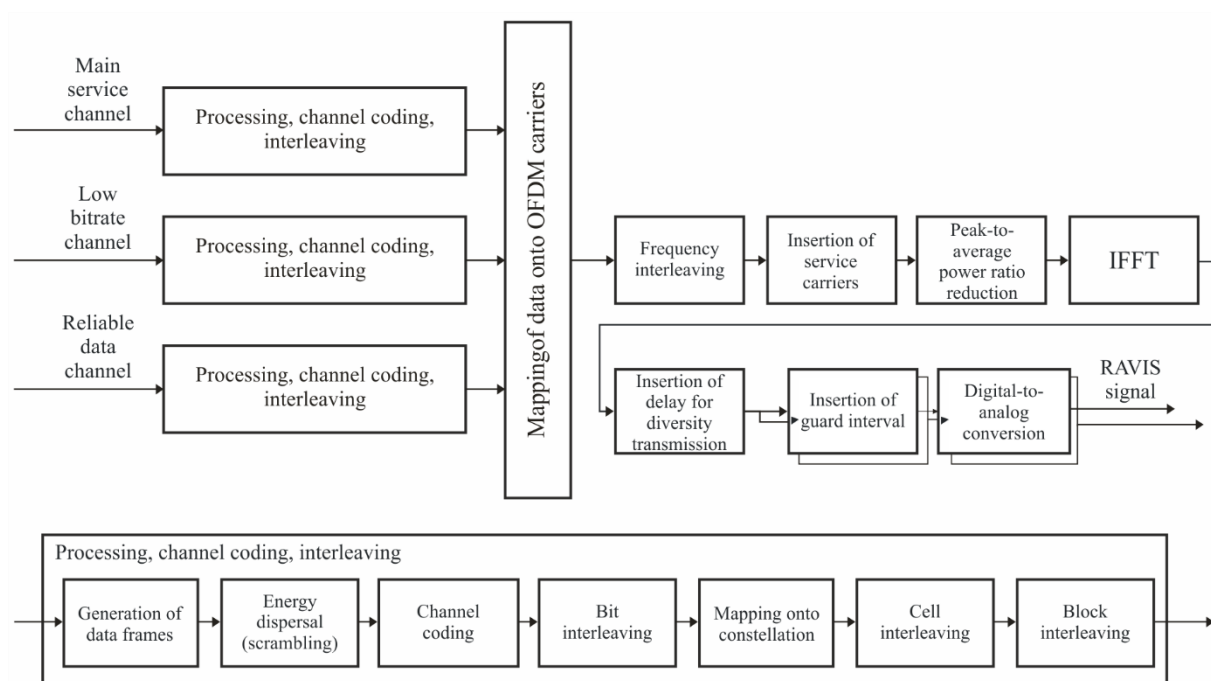 Main
service
channel
Processing, channel coding,
interleaving
Low
bitrate
channel
Processing, channel coding,
interleaving
Reliable
data
channel
Processing, channel coding,
interleaving
Mappingof data onto OFDM carriers
Frequency
interleaving
Insertion of
service
carriers
Peak-to-
average
power ratio
reduction
IFFT
Insertion of
delay for
diversity
transmission
Insertion of
guard interval
Digital-to-
analog
conversion
RAVIS
signal
Processing, channel coding, interleaving
Generation of
data frames
Energy
dispersal
(scrambling)
Channel
coding
Bit
interleaving
Mapping onto
constellation
Cell
interleaving
Block
interleaving